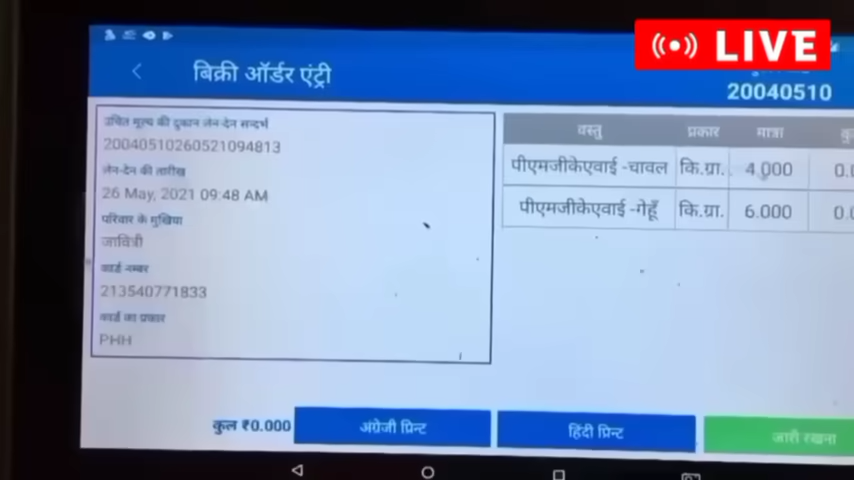 LIVE
बिक्री ऑर्डर एंट्री
20040510
उचित मूल्य की दुकान लेन-देन सन्दर्भ
20040510260521094813
लेन-देन की तारीख
26 May, 2021 09:48 AM
परिवार के मुखिया
जावित्री
कार्ड नम्बर
213540771833
कार्ड का प्रकार
PHH
वस्तु प्रकार मात्रा
पीएमजीकेएवाई -चावल कि.ग्रा. 4.000
पीएमजीकेएवाई -गेहूँ कि.ग्रा. 6.000
कुल ₹0.000
अंग्रेजी प्रिन्ट
हिंदी प्रिन्ट
जारी रखना